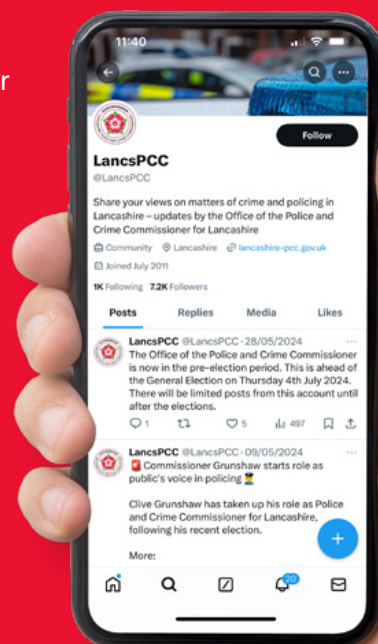 r
11:40
Follow
LancsPCC
@LancsPCC
Share your views on matters of crime and policing in
Lancashire – updates by the Office of the Police and
Crime Commissioner for Lancashire
Community Lancashire lancashire-pcc.gov.uk
Joined July 2011
1K Following 7.2K Followers
Posts Replies Media Likes
LancsPCC @LancsPCC · 28/05/2024
The Office of the Police and Crime Commissioner
is now in the pre-election period. This is ahead of
the General Election on Thursday 4th July 2024.
There will be limited posts from this account until
after the elections.
1 5 497
LancsPCC @LancsPCC · 09/05/2024
🚨 Commissioner Grunshaw starts role as
public's voice in policing 👮
Clive Grunshaw has taken up his role as Police
and Crime Commissioner for Lancashire,
following his recent election.
More:
20